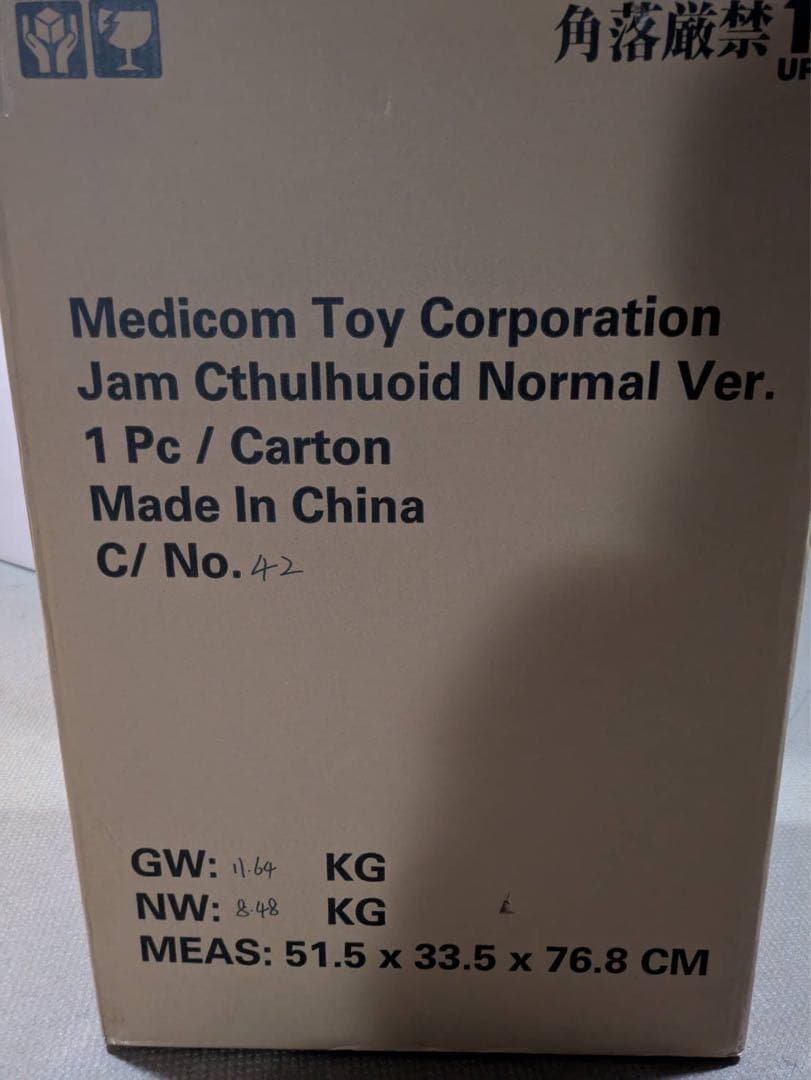 角落厳禁
UP
Medicom Toy Corporation
Jam Cthulhuoid Normal Ver.
1 Pc / Carton
Made In China
C/ No. 42
GW: 11.64 KG
NW: 8.48 KG
MEAS: 51.5 x 33.5 x 76.8 CM